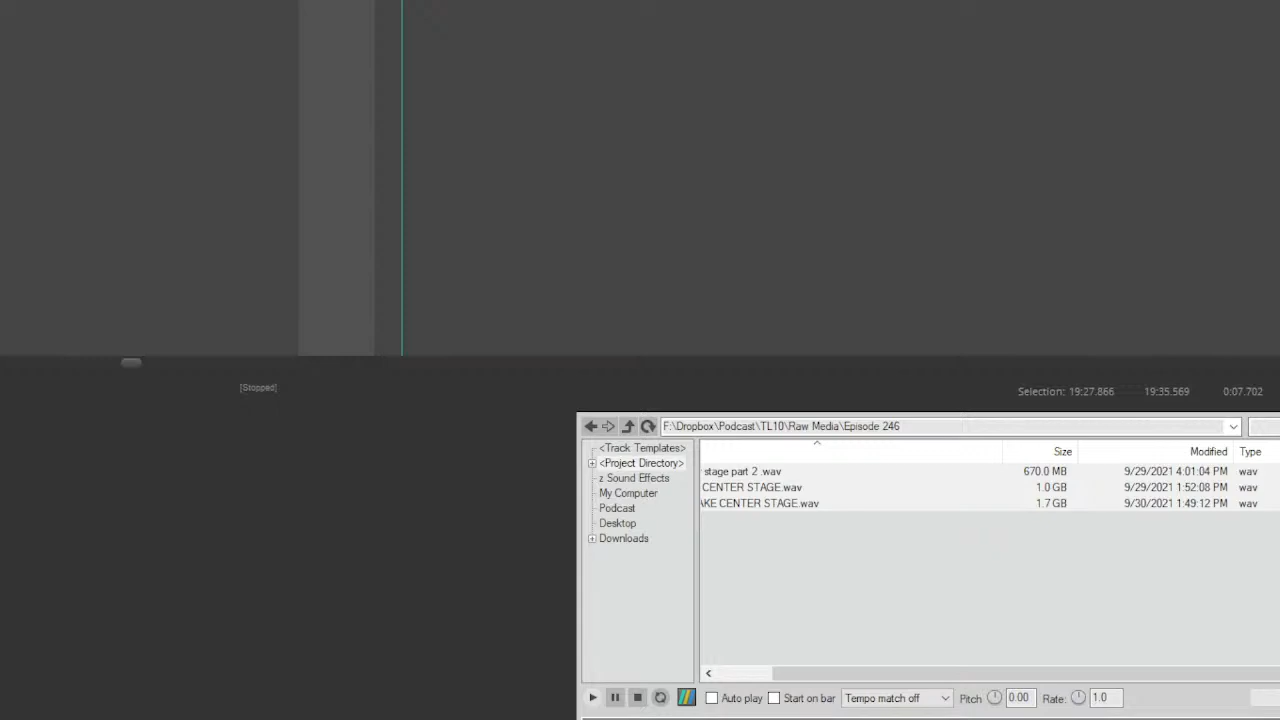 [Stopped]
Selection: 19:27.866 19:35.569 0:07.702
F:\Dropbox\Podcast\TL10\Raw Media\Episode 246
<Track Templates>
<Project Directory>
z Sound Effects
My Computer
Podcast
Desktop
Downloads
Size Modified Type
stage part 2 .wav 670.0 MB 9/29/2021 4:01:04 PM wav
CENTER STAGE.wav 1.0 GB 9/29/2021 1:52:08 PM wav
AKE CENTER STAGE.wav 1.7 GB 9/30/2021 1:49:12 PM wav
Auto play Start on bar Tempo match off Pitch 0.00 Rate: 1.0